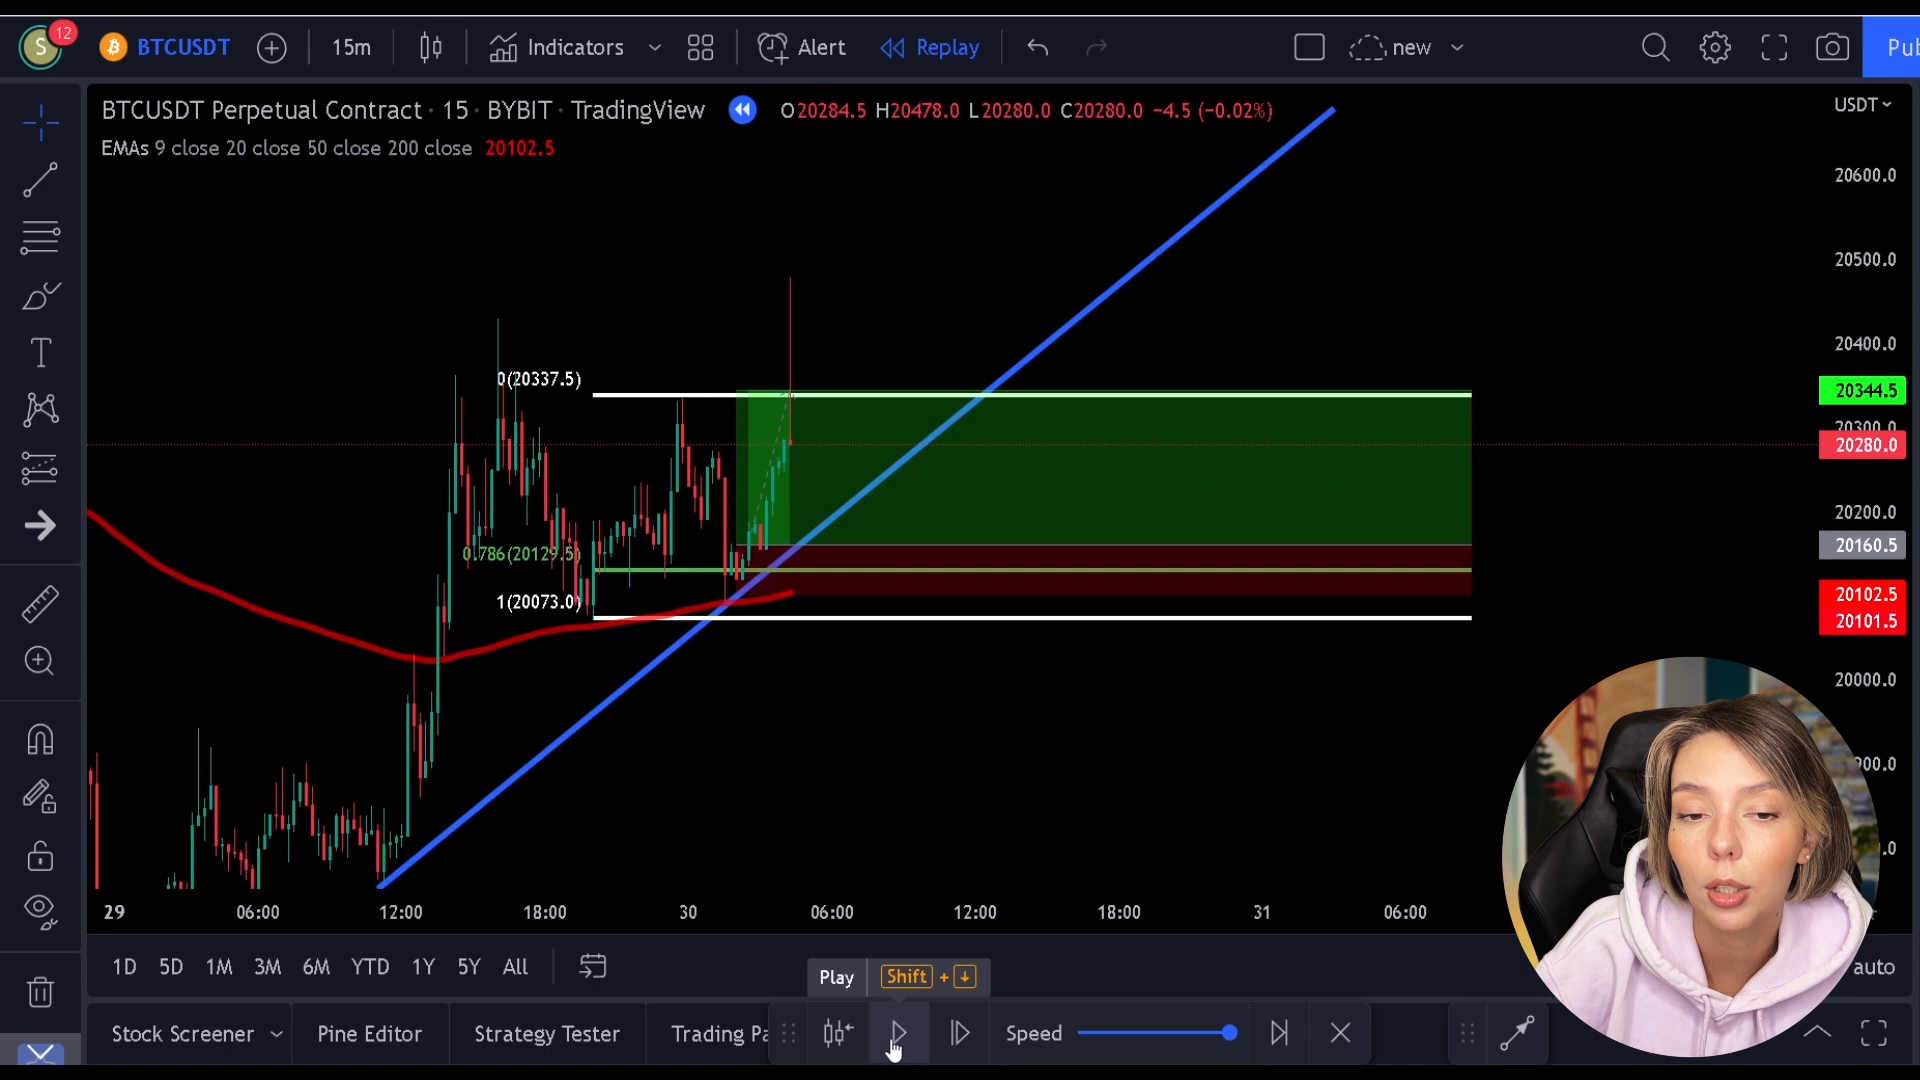 S 12 BTCUSDT 15m Indicators Alert Replay new Pub
BTCUSDT Perpetual Contract · 15 · BYBIT · TradingView O20284.5 H20478.0 L20280.0 C20280.0 −4.5 (−0.02%) USDT
EMAs 9 close 20 close 50 close 200 close 20102.5
20600.0
20500.0
20400.0
0(20337.5)
20344.5
20300.0
20280.0
20200.0
20160.5
0.786(20129.5)
20102.5
1(20073.0)
20101.5
20000.0
29 06:00 12:00 18:00 30 06:00 12:00 18:00 31 06:00
1D 5D 1M 3M 6M YTD 1Y 5Y All auto
Play Shift + ↓
Stock Screener Pine Editor Strategy Tester Trading Pa Speed